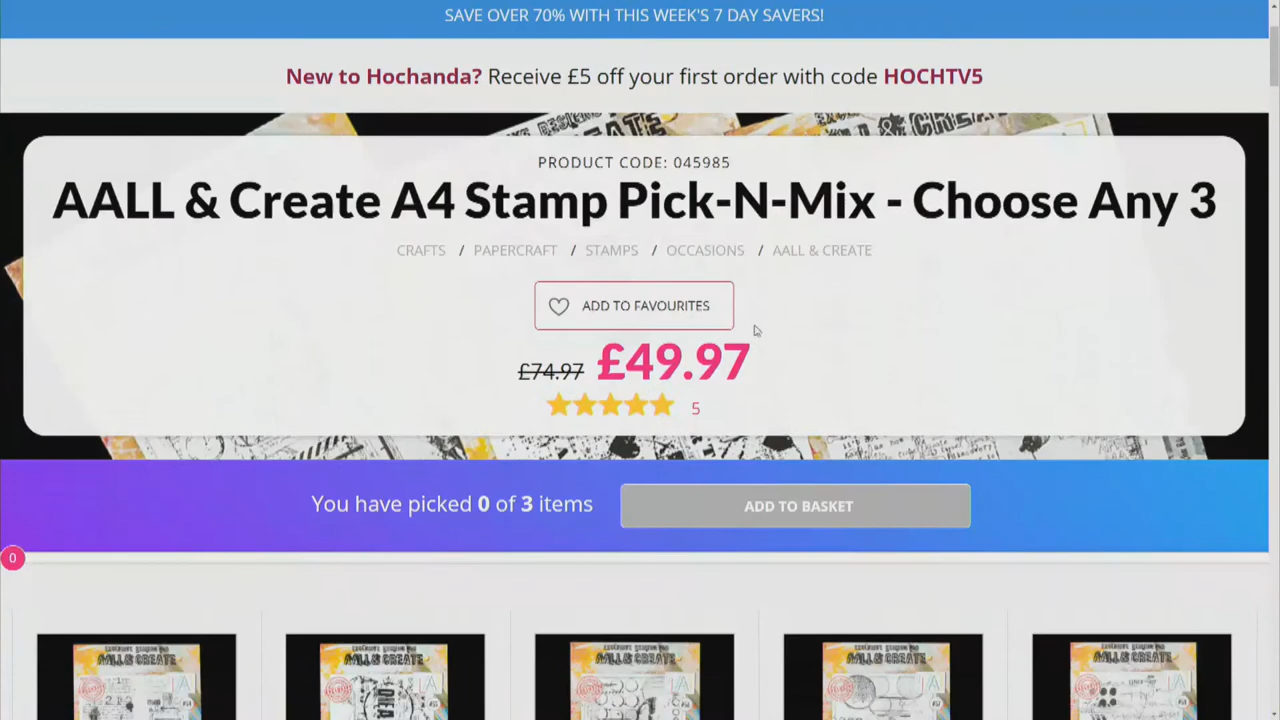 SAVE OVER 70% WITH THIS WEEK'S 7 DAY SAVERS!
New to Hochanda? Receive £5 off your first order with code HOCHTV5
PRODUCT CODE: 045985
AALL & Create A4 Stamp Pick-N-Mix - Choose Any 3
CRAFTS / PAPERCRAFT / STAMPS / OCCASIONS / AALL & CREATE
ADD TO FAVOURITES
£74.97 £49.97
5
You have picked 0 of 3 items
ADD TO BASKET
0
AALL & CREATE
AALL & CREATE
AALL & CREATE
AALL & CREATE
AALL & CREATE